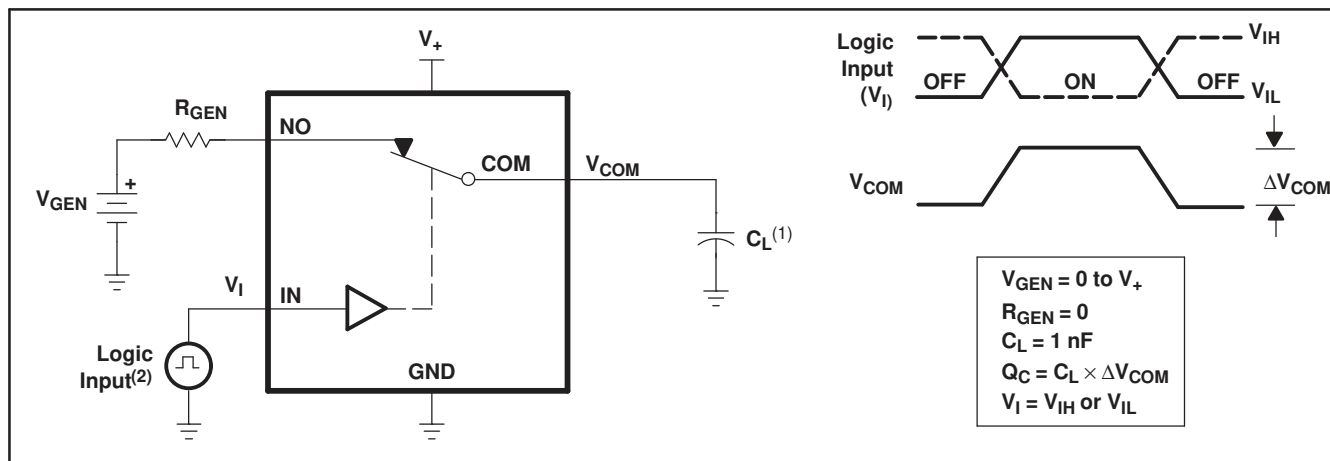 V+
RGEN
NO
COM
VCOM
VGEN
+
CL(1)
VI
IN
Logic
Input(2)
GND
Logic
Input
(VI)
OFF
ON
OFF
VIH
VIL
VCOM
ΔVCOM
VGEN = 0 to V+
RGEN = 0
CL = 1 nF
QC = CL × ΔVCOM
VI = VIH or VIL